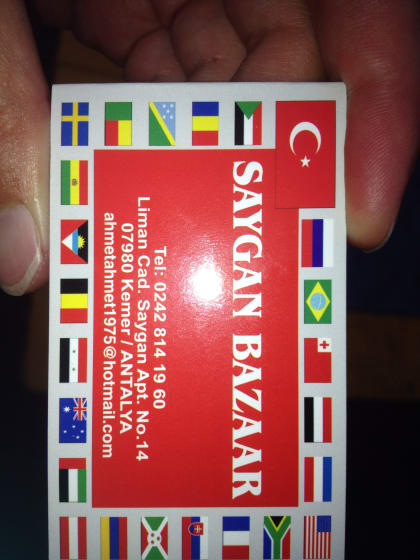 SAYGAN BAZAAR
Tel: 0242 814 19 60
Liman Cad. Saygan Apt. No.14
07980 Kemer / ANTALYA
ahmetahmet1975@hotmail.com